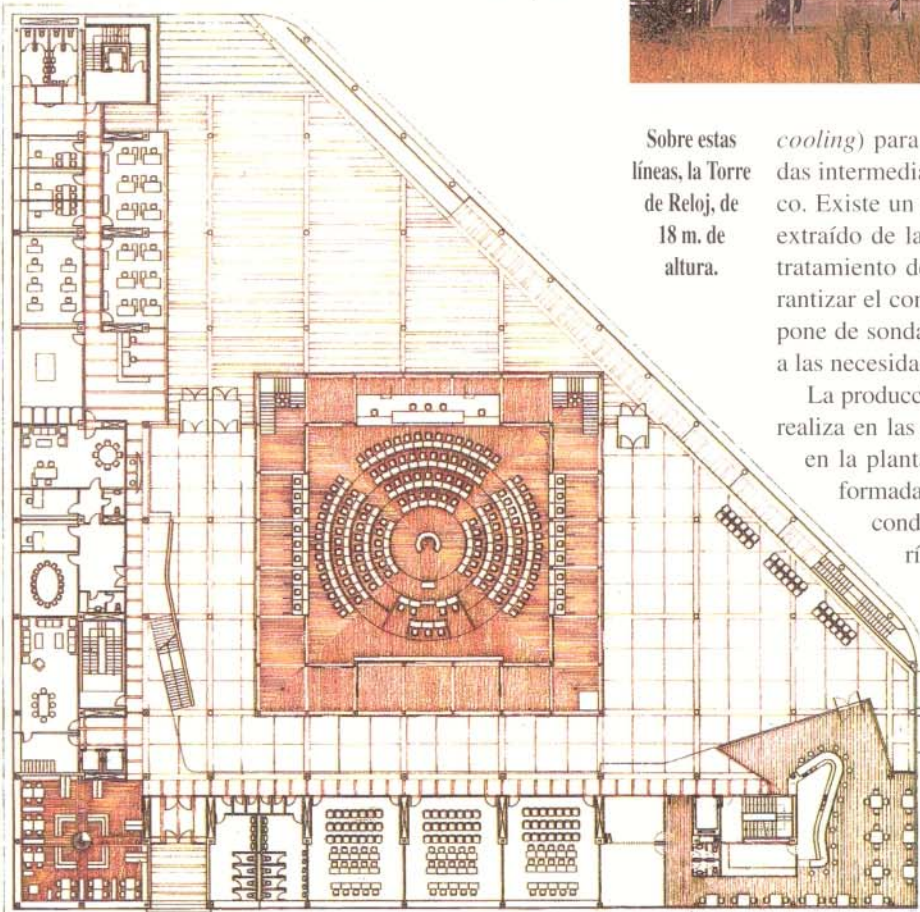 Sobre estas
líneas, la Torre
de Reloj, de
18 m. de
altura.
cooling) para
das intermedia
co. Existe un
extraído de la
tratamiento de
rantizar el con
pone de sonda
a las necesida
La producc
realiza en las
en la plant
formada
cond
rí